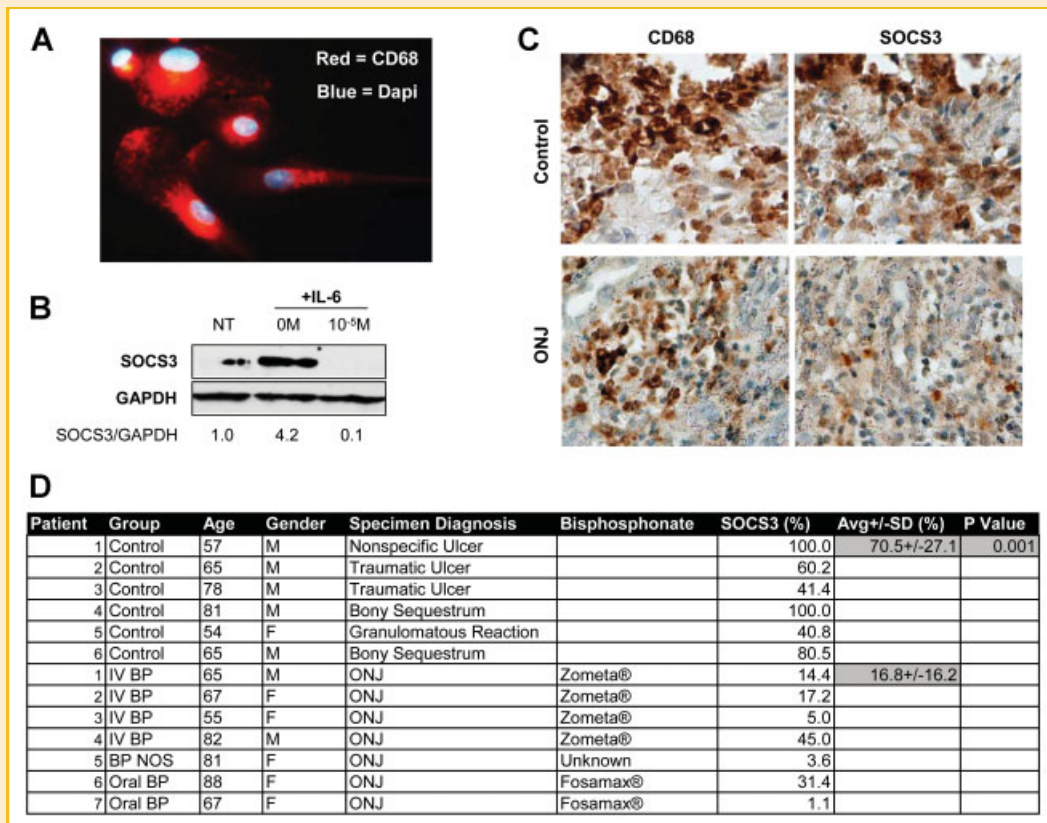 A
Red = CD68
Blue = Dapi
B
+IL-6
NT 0M 10⁻⁵M
SOCS3
GAPDH
SOCS3/GAPDH 1.0 4.2 0.1
C
CD68 SOCS3
Control
ONJ
D
Patient Group Age Gender Specimen Diagnosis Bisphosphonate SOCS3 (%) Avg+/-SD (%) P Value
1 Control 57 M Nonspecific Ulcer 100.0 70.5+/-27.1 0.001
2 Control 65 M Traumatic Ulcer 60.2
3 Control 78 M Traumatic Ulcer 41.4
4 Control 81 M Bony Sequestrum 100.0
5 Control 54 F Granulomatous Reaction 40.8
6 Control 65 M Bony Sequestrum 80.5
1 IV BP 65 M ONJ Zometa® 14.4 16.8+/-16.2
2 IV BP 67 F ONJ Zometa® 17.2
3 IV BP 55 F ONJ Zometa® 5.0
4 IV BP 82 M ONJ Zometa® 45.0
5 BP NOS 81 F ONJ Unknown 3.6
6 Oral BP 88 F ONJ Fosamax® 31.4
7 Oral BP 67 F ONJ Fosamax® 1.1